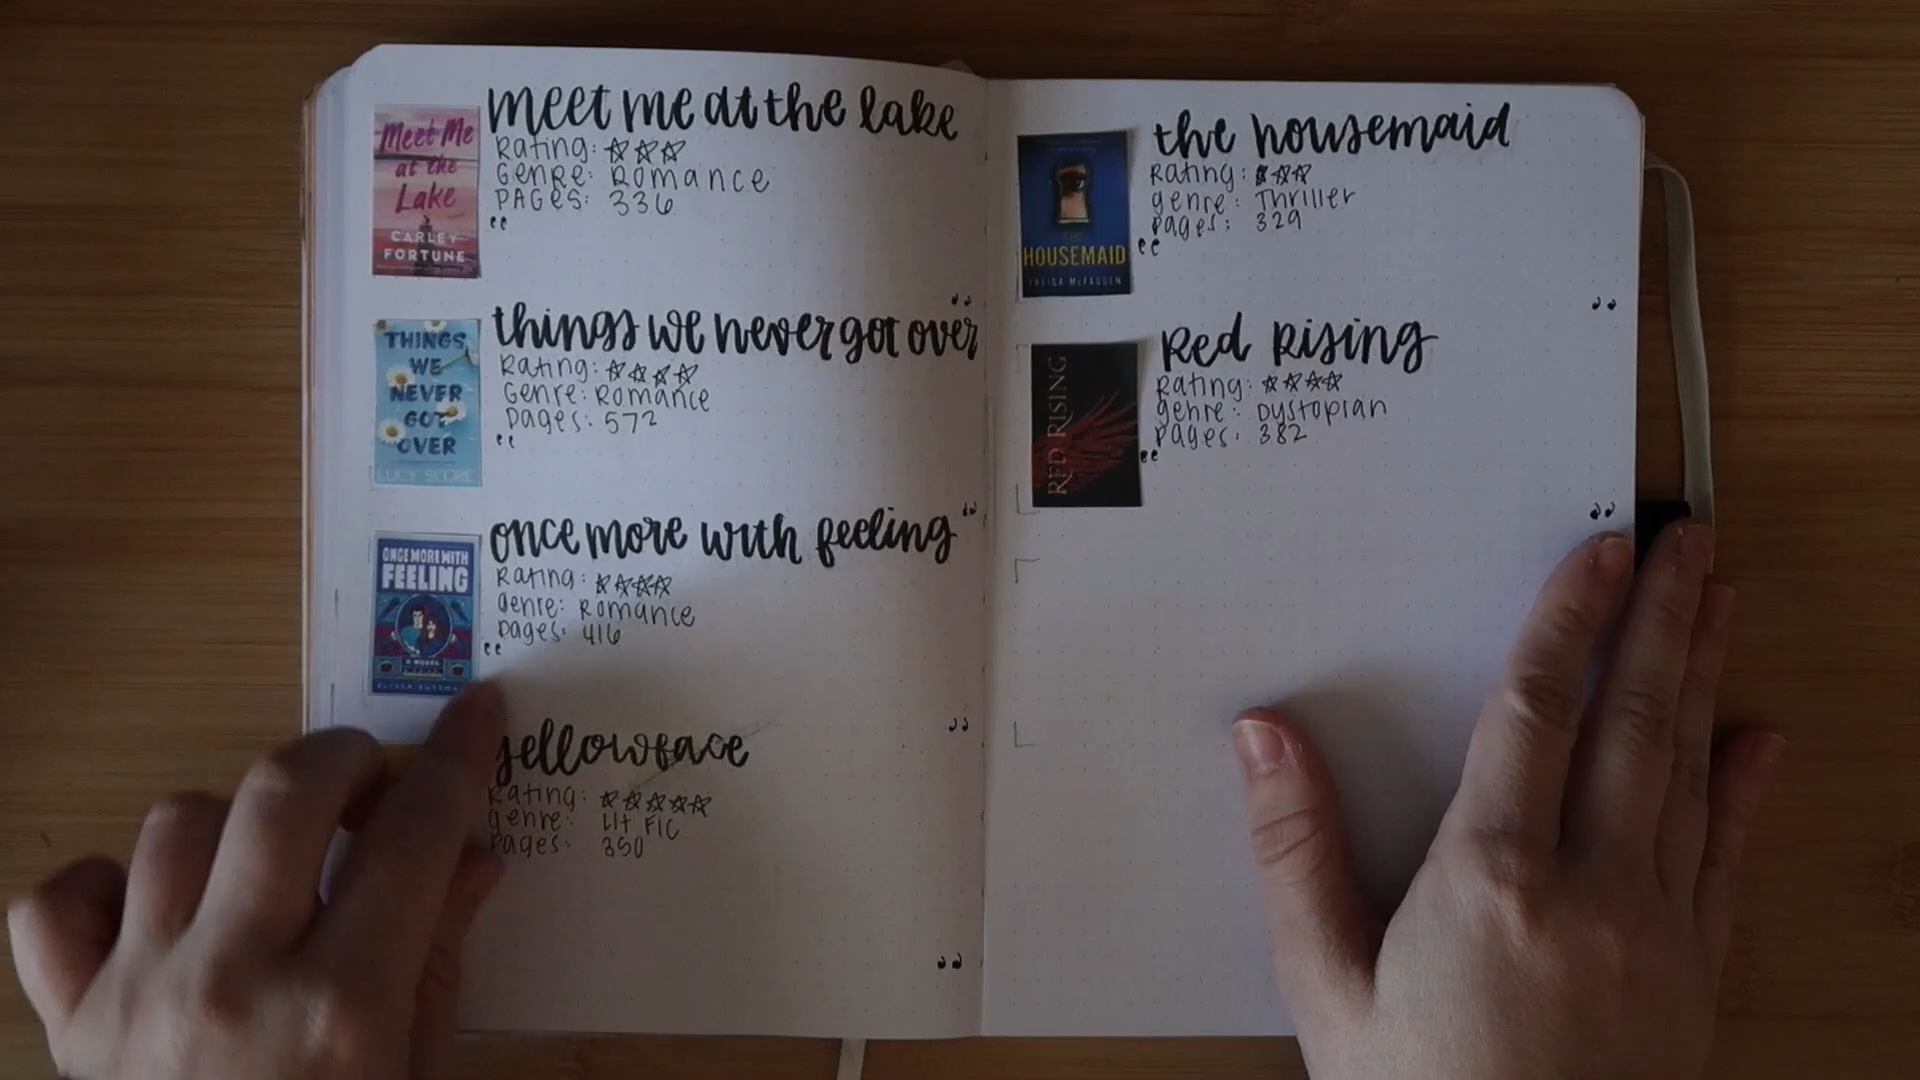 Meet Me
at the
Lake
CARLEY
FORTUNE
meet me at the lake
Rating: ☆☆☆
Genre: Romance
PAGES: 336
"
"
THINGS
WE
NEVER
GOT
OVER
LUCY SCORE
things we never got over
Rating: ☆☆☆☆
Genre: Romance
pages: 572
"
"
ONCE MORE WITH
FEELING
A NOVEL
once more with feeling
Rating: ☆☆☆☆
genre: Romance
pages: 416
"
"
yellowface
Rating: ☆☆☆☆☆
genre: Lit Fic
pages: 350
"
THE
HOUSEMAID
FREIDA McFADDEN
the housemaid
Rating: ☆☆☆
genre: Thriller
pages: 329
"
"
RED RISING
Red Rising
Rating: ☆☆☆☆
genre: Dystopian
pages: 382
"
"